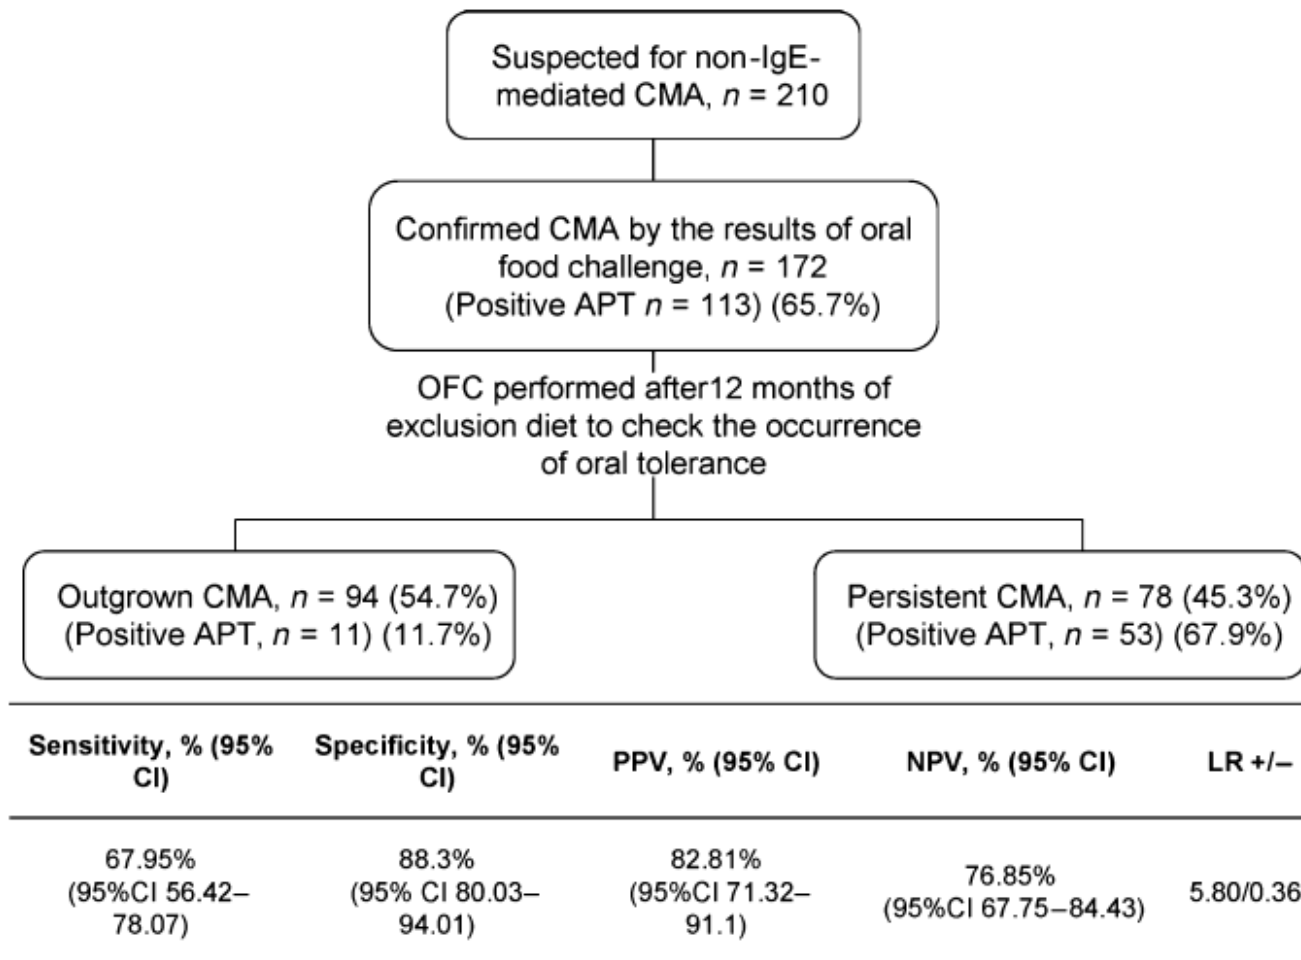 Suspected for non-IgE-
mediated CMA, n = 210
Confirmed CMA by the results of oral
food challenge, n = 172
(Positive APT n = 113) (65.7%)
OFC performed after12 months of
exclusion diet to check the occurrence
of oral tolerance
Outgrown CMA, n = 94 (54.7%)
(Positive APT, n = 11) (11.7%)
Persistent CMA, n = 78 (45.3%)
(Positive APT, n = 53) (67.9%)
Sensitivity, % (95%
CI)
Specificity, % (95%
CI)
PPV, % (95% CI)
NPV, % (95% CI)
LR +/–
67.95%
(95%CI 56.42–
78.07)
88.3%
(95% CI 80.03–
94.01)
82.81%
(95%CI 71.32–
91.1)
76.85%
(95%CI 67.75–84.43)
5.80/0.36